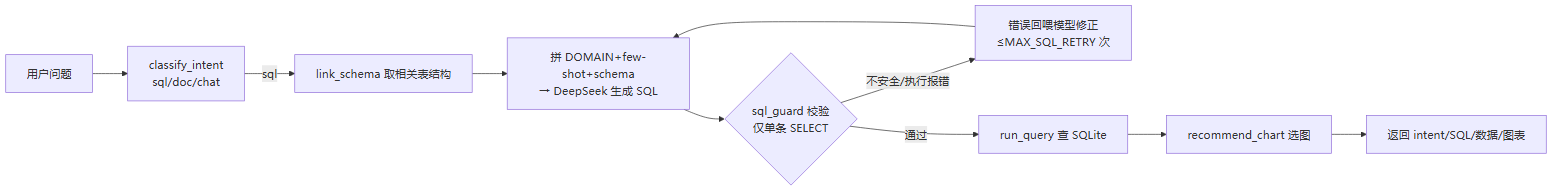 用户问题
classify_intent
sql/doc/chat
sql
link_schema 取相关表结构
拼 DOMAIN+few-
shot+schema
→ DeepSeek 生成 SQL
sql_guard 校验
仅单条 SELECT
不安全/执行报错
错误回喂模型修正
≤MAX_SQL_RETRY 次
通过
run_query 查 SQLite
recommend_chart 选图
返回 intent/SQL/数据/图表